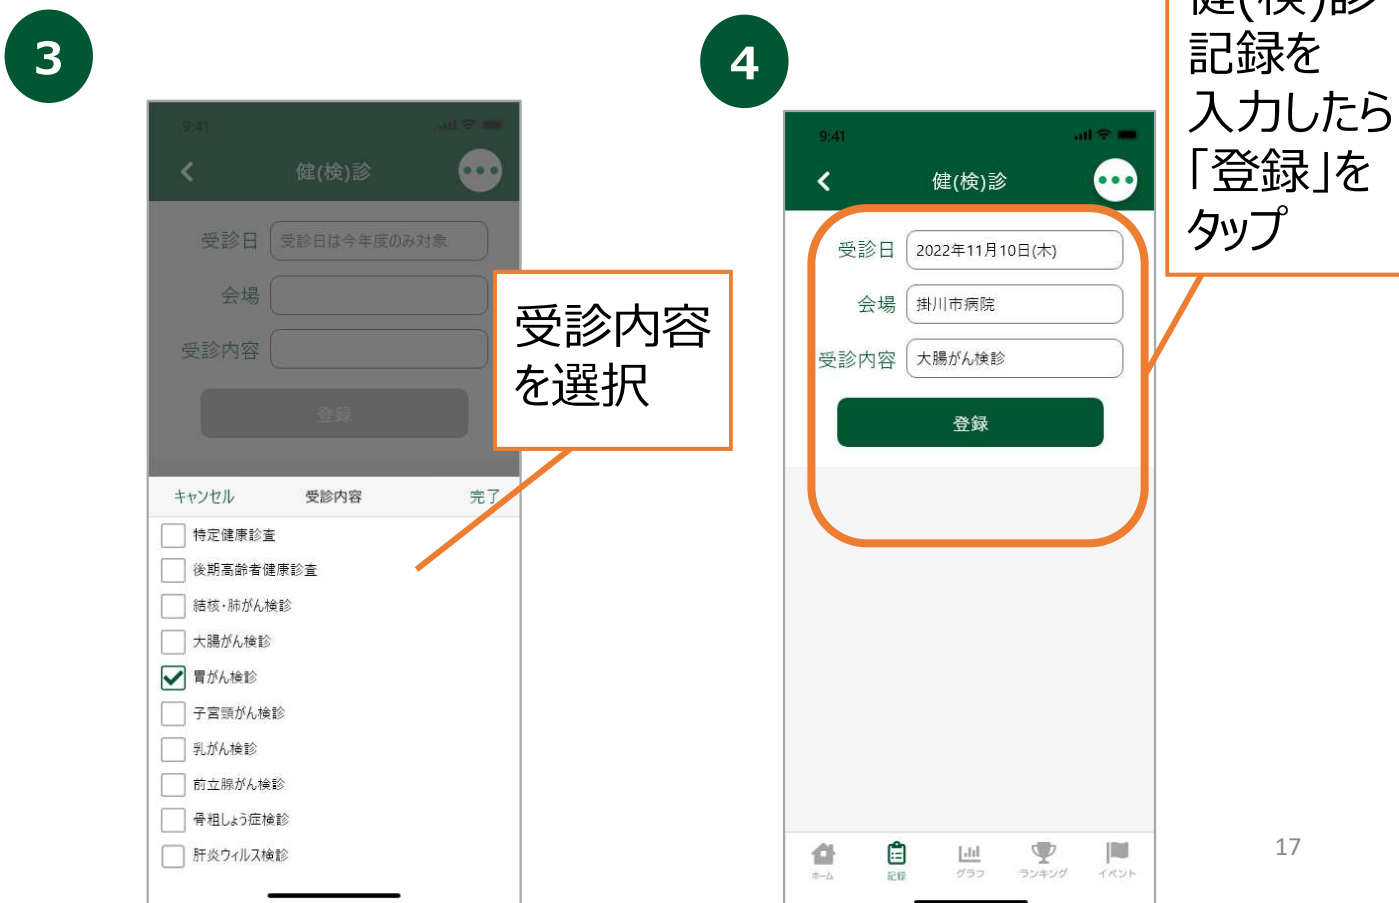 3
9:41
健(検)診
受診日 受診日は今年度のみ対象
会場
受診内容
登録
キャンセル 受診内容 完了
特定健康診査
後期高齢者健康診査
結核・肺がん検診
大腸がん検診
胃がん検診
子宮頸がん検診
乳がん検診
前立腺がん検診
骨粗しょう症検診
肝炎ウィルス検診
受診内容
を選択
4
9:41
健(検)診
受診日 2022年11月10日(木)
会場 掛川市病院
受診内容 大腸がん検診
登録
ホーム 記録 グラフ ランキング イベント
健(検)診
記録を
入力したら
「登録」を
タップ
17